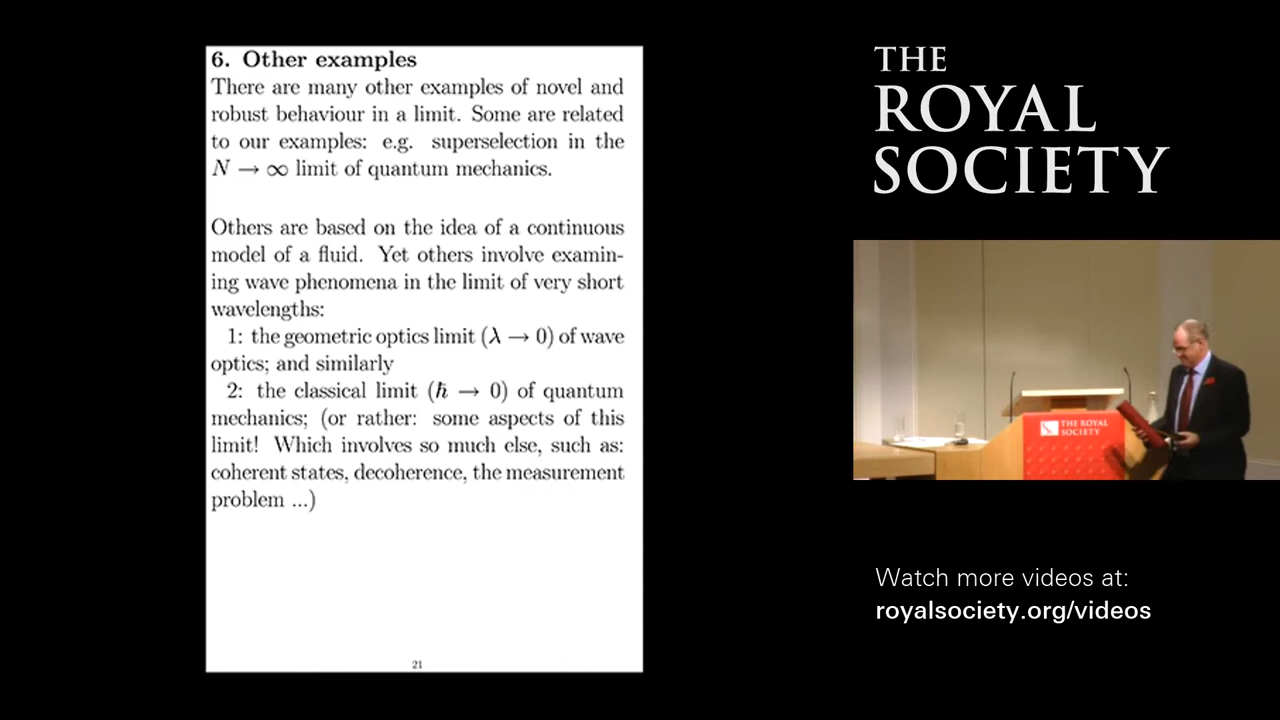 6. Other examples
There are many other examples of novel and
robust behaviour in a limit. Some are related
to our examples: e.g. superselection in the
N → ∞ limit of quantum mechanics.
Others are based on the idea of a continuous
model of a fluid. Yet others involve examin-
ing wave phenomena in the limit of very short
wavelengths:
1: the geometric optics limit (λ → 0) of wave
optics; and similarly
2: the classical limit (ℏ → 0) of quantum
mechanics; (or rather: some aspects of this
limit! Which involves so much else, such as:
coherent states, decoherence, the measurement
problem ...)
21
THE
ROYAL
SOCIETY
THE ROYAL
SOCIETY
Watch more videos at:
royalsociety.org/videos